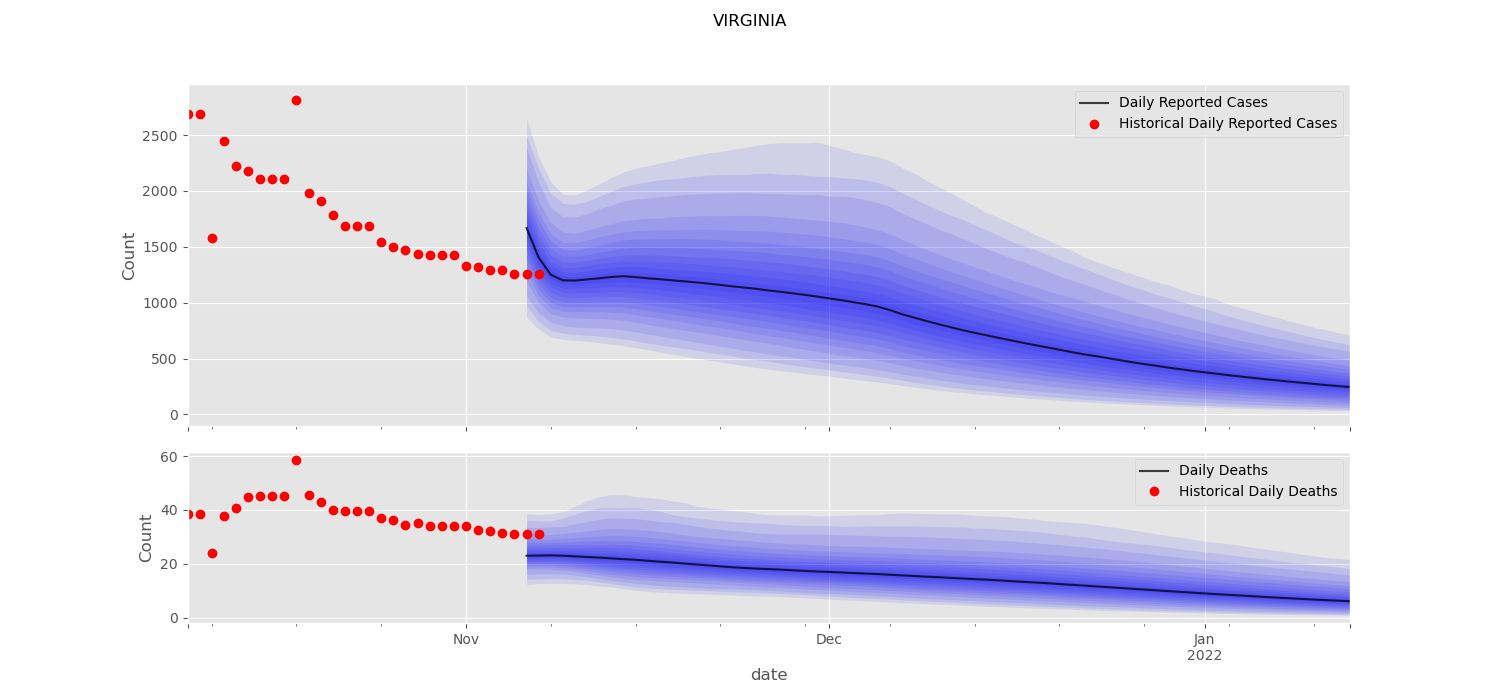 VIRGINIA
Daily Reported Cases
Historical Daily Reported Cases
Count
2500
2000
1500
1000
500
0
Daily Deaths
Historical Daily Deaths
Count
60
40
20
0
Nov
Dec
Jan
2022
date